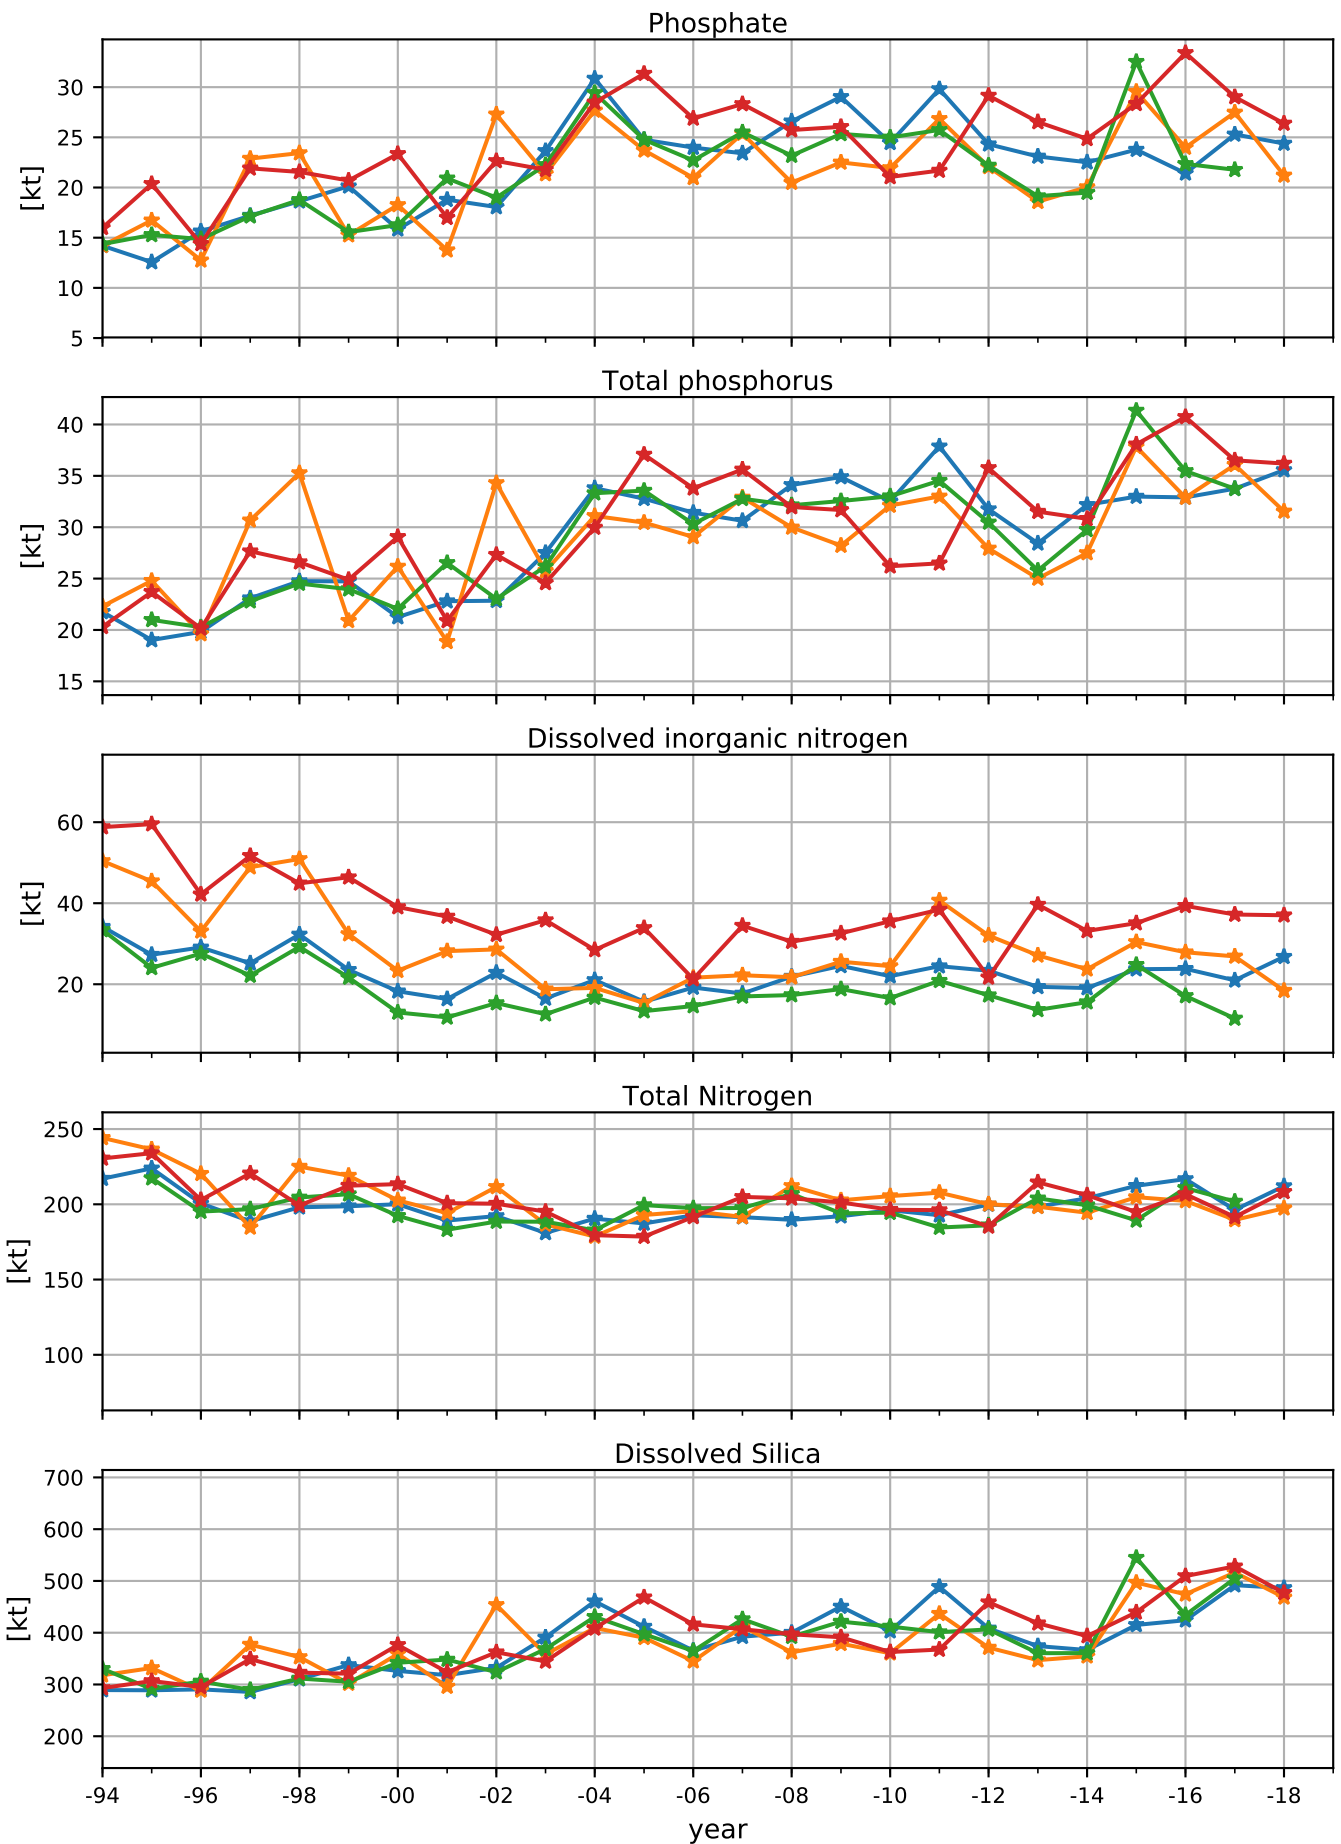 Phosphate
30
25
20
15
10
5
[kt]
Total phosphorus
40
35
30
25
20
15
[kt]
Dissolved inorganic nitrogen
60
40
20
[kt]
Total Nitrogen
250
200
150
100
[kt]
Dissolved Silica
700
600
500
400
300
200
[kt]
-94 -96 -98 -00 -02 -04 -06 -08 -10 -12 -14 -16 -18
year